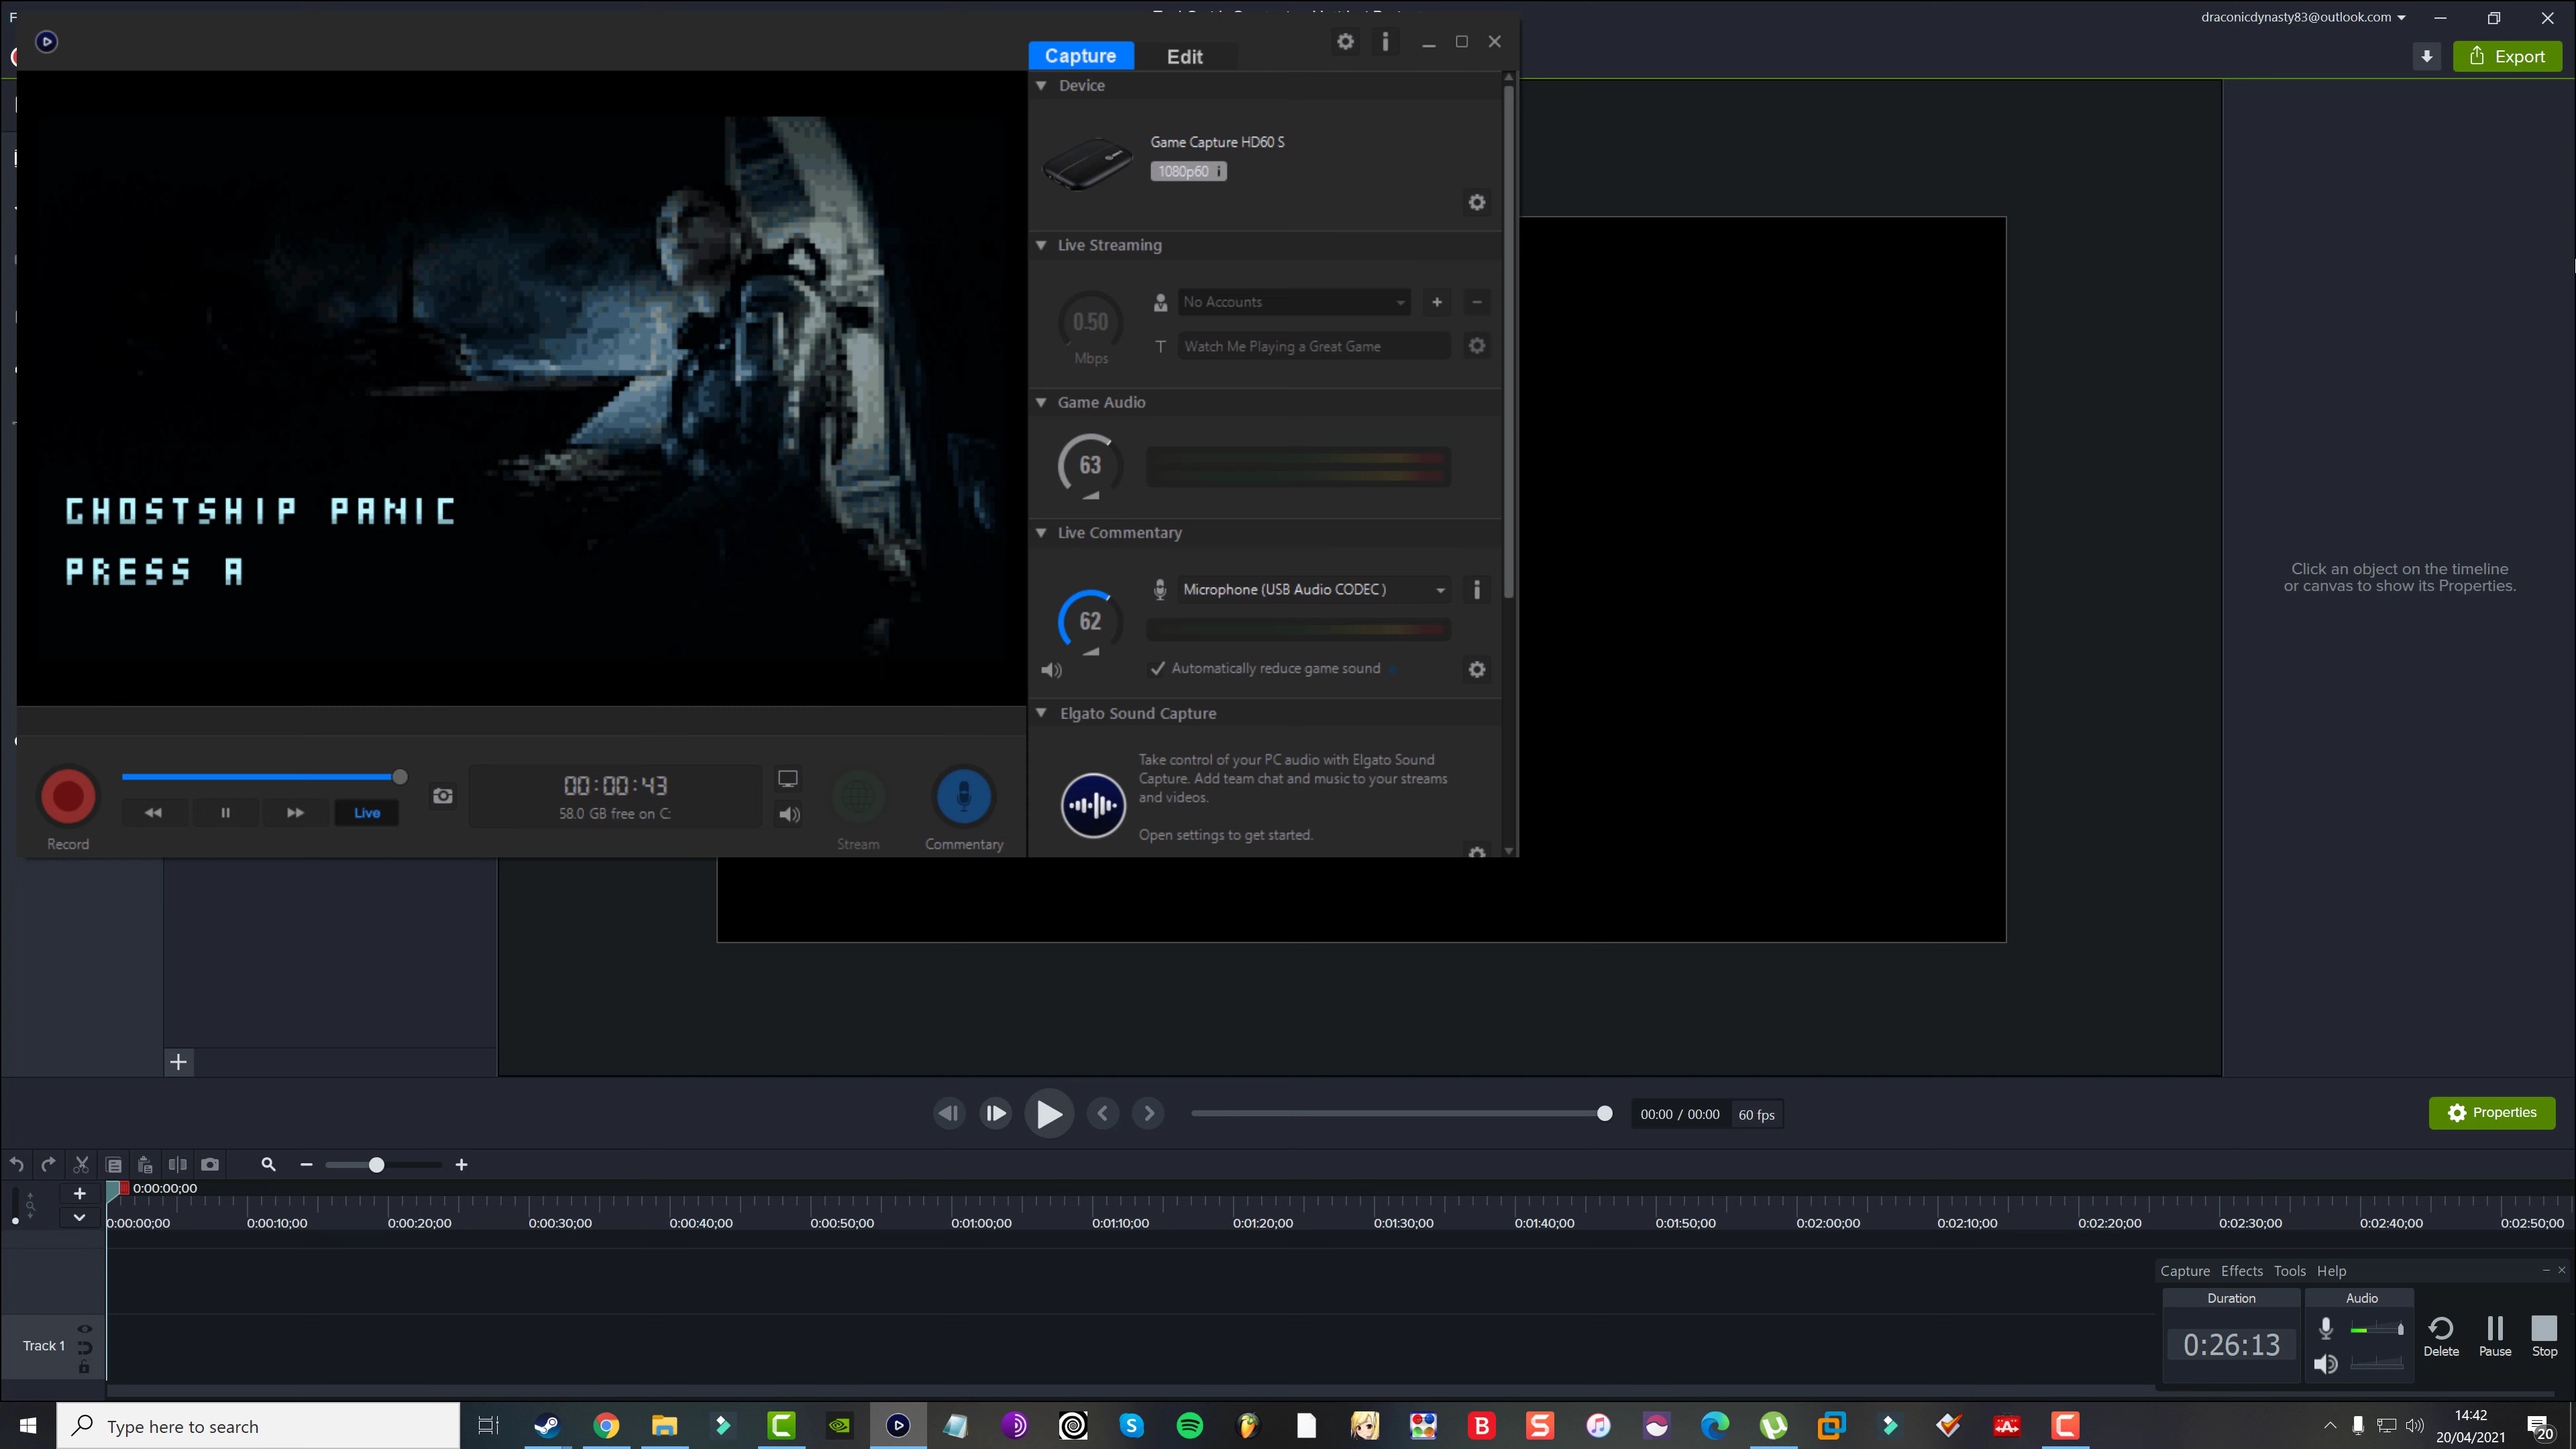 draconicdynasty83@outlook.com
Export
Capture
Edit
Device
Game Capture HD60 S
1080p60 i
Live Streaming
No Accounts
0.50
Mbps
T
Watch Me Playing a Great Game
Game Audio
63
Live Commentary
Microphone (USB Audio CODEC )
62
Automatically reduce game sound
Elgato Sound Capture
Take control of your PC audio with Elgato Sound
Capture. Add team chat and music to your streams
and videos.
Open settings to get started.
GHOSTSHIP PANIC
PRESS A
00:00:43
58.0 GB free on C:
Live
Record
Stream
Commentary
Click an object on the timeline
or canvas to show its Properties.
00:00 / 00:00
60 fps
Properties
0:00:00;00
0:00:00;00 0:00:10;00 0:00:20;00 0:00:30;00 0:00:40;00 0:00:50;00 0:01:00;00 0:01:10;00 0:01:20;00 0:01:30;00 0:01:40;00 0:01:50;00 0:02:00;00 0:02:10;00 0:02:20;00 0:02:30;00 0:02:40;00 0:02:50;00
Track 1
Capture Effects Tools Help
Duration
Audio
0:26:13
Delete
Pause
Stop
Type here to search
14:42
20/04/2021
20